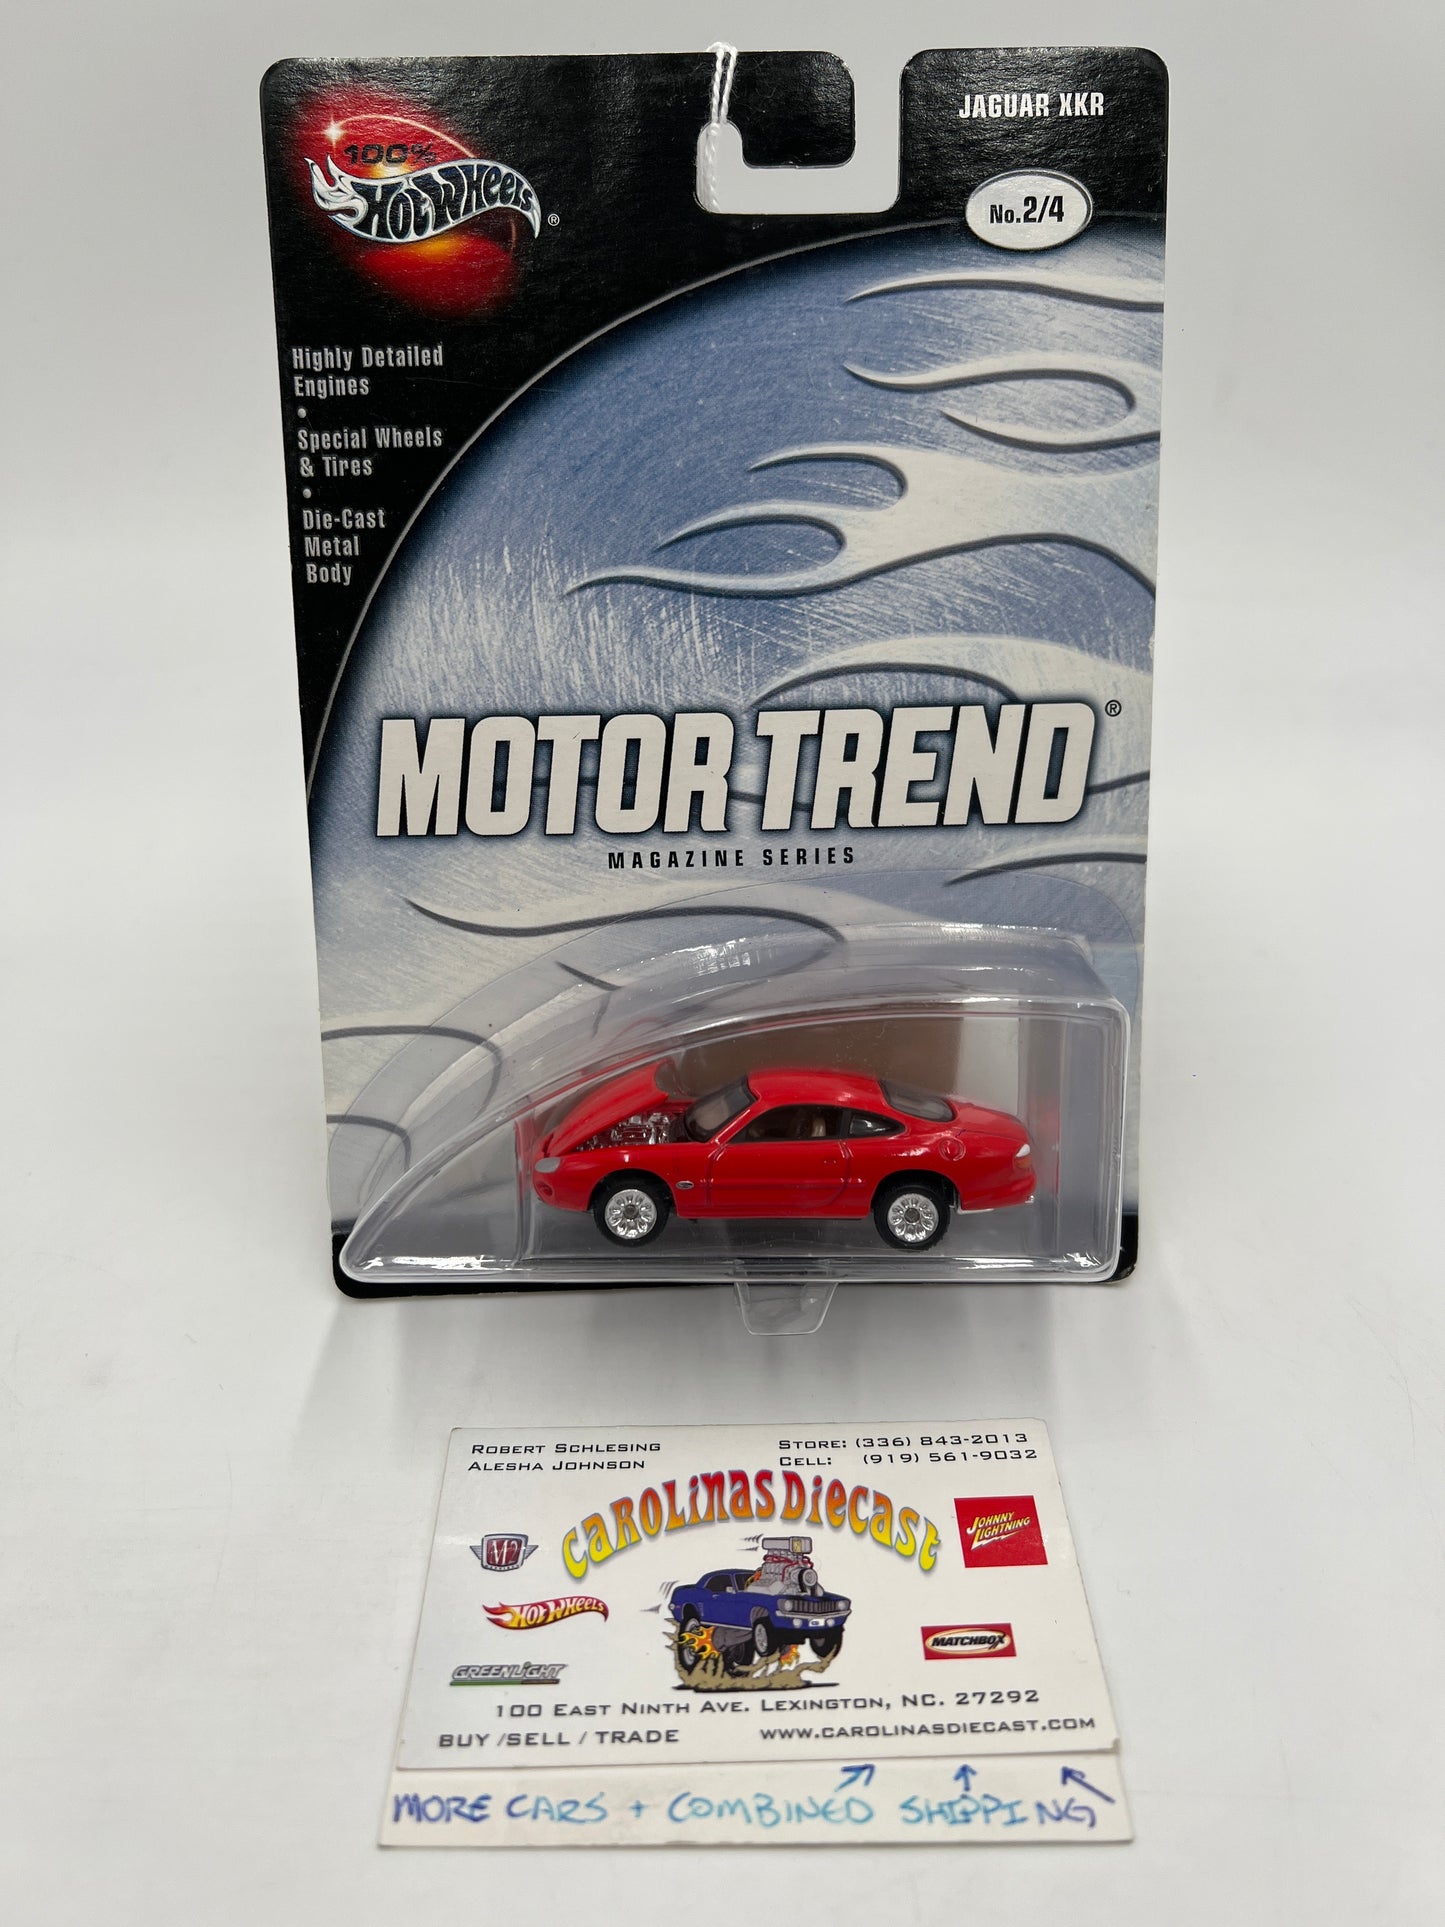 JAGUAR XKR
100%
Hot Wheels ®
No.2/4
Highly Detailed
Engines
•
Special Wheels
& Tires
•
Die-Cast
Metal
Body
MOTOR TREND®
MAGAZINE SERIES
ROBERT SCHLESING
ALESHA JOHNSON
STORE: (336) 843-2013
CELL: (919) 561-9032
CAROLINAS DIECAST
M2
JOHNNY
LIGHTNING
HOT WHEELS
MATCHBOX
GREENLIGHT
100 EAST NINTH AVE. LEXINGTON, NC. 27292
BUY /SELL / TRADE
WWW.CAROLINASDIECAST.COM
MORE CARS + COMBINED SHIPPING